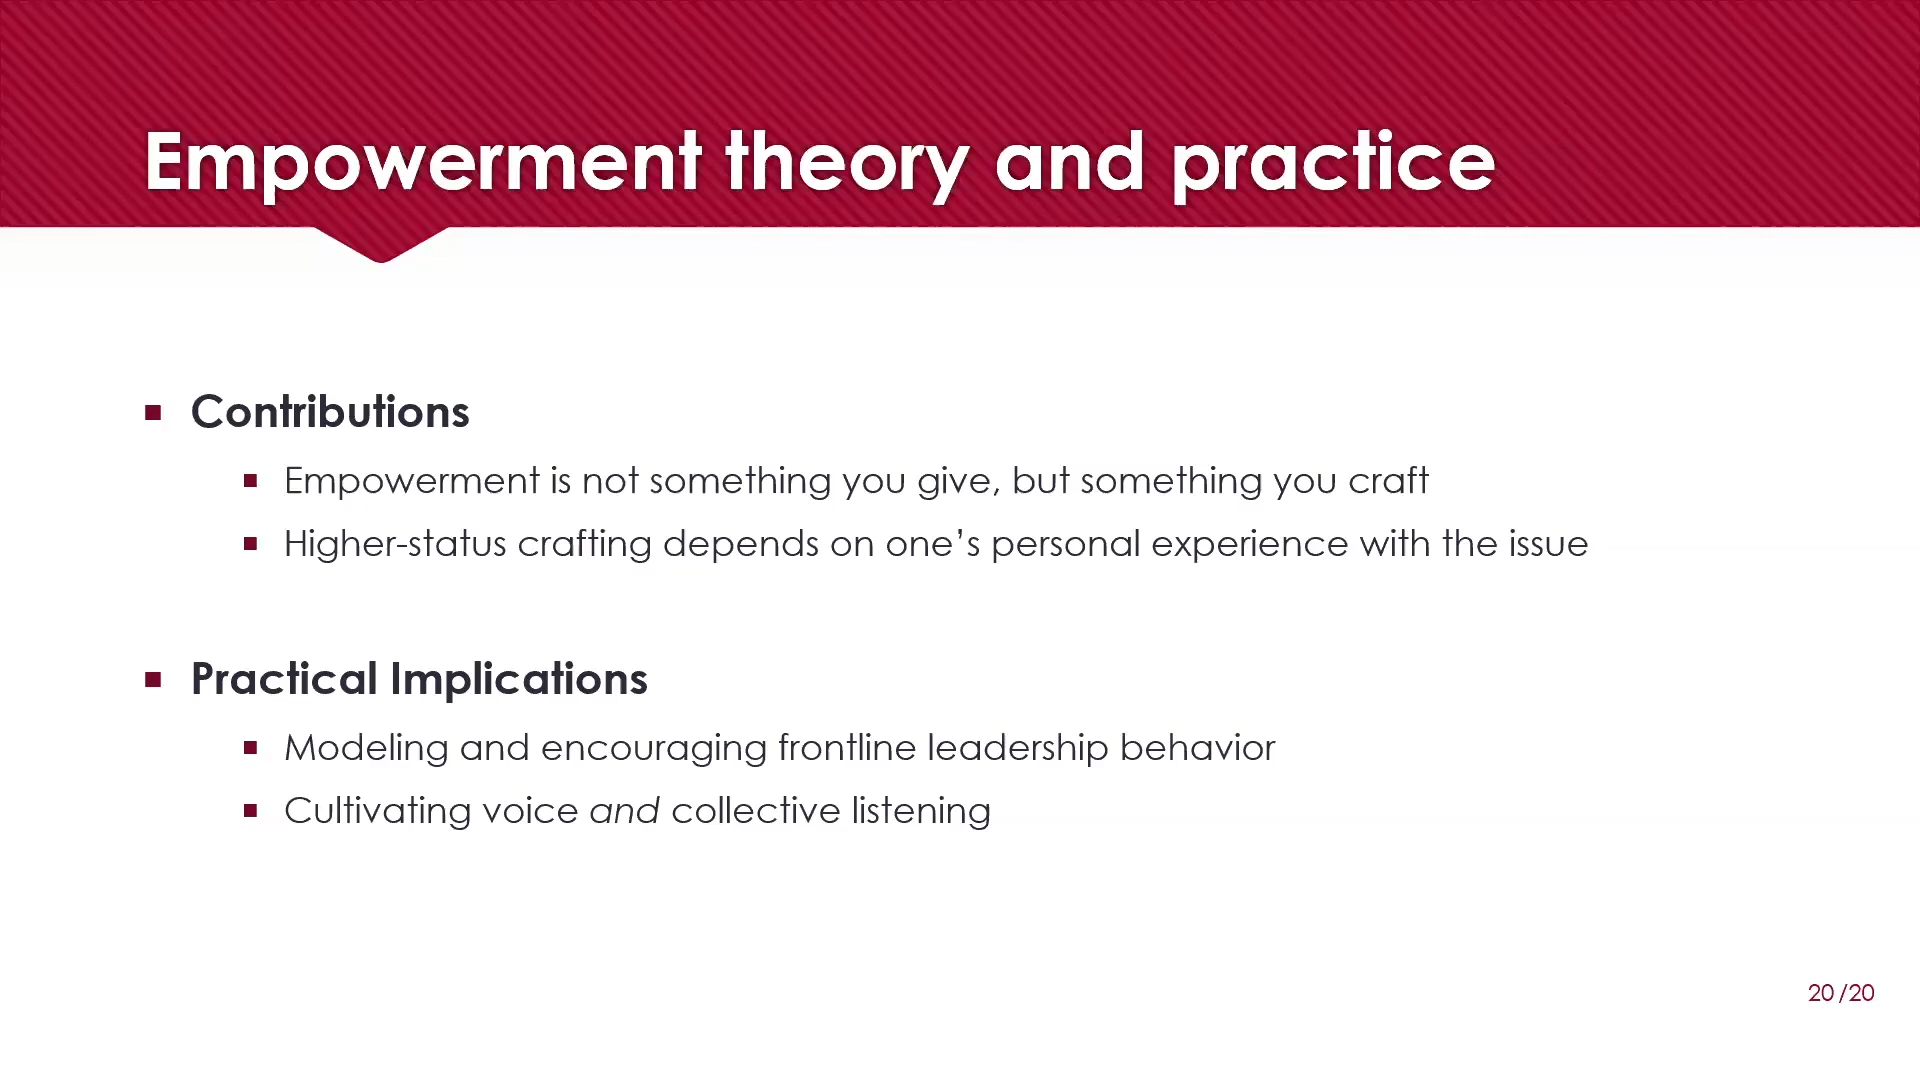 Empowerment theory and practice
Contributions
Empowerment is not something you give, but something you craft
Higher-status crafting depends on one’s personal experience with the issue
Practical Implications
Modeling and encouraging frontline leadership behavior
Cultivating voice and collective listening
20/20